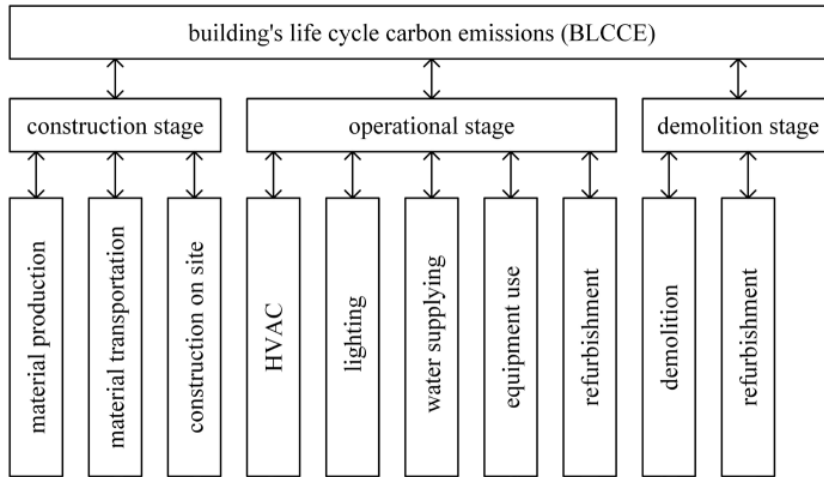 building's life cycle carbon emissions (BLCCE)
construction stage
operational stage
demolition stage
material production
material transportation
construction on site
HVAC
lighting
water supplying
equipment use
refurbishment
demolition
refurbishment